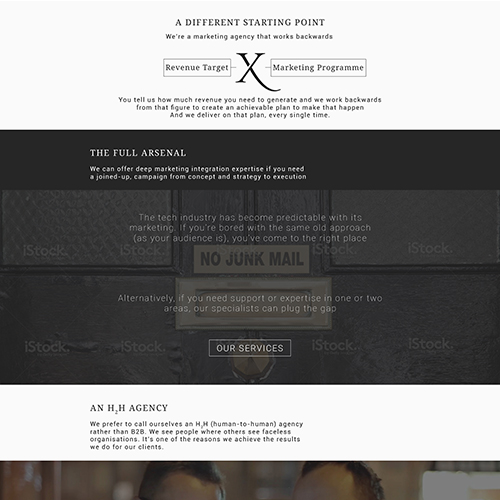 A DIFFERENT STARTING POINT
We're a marketing agency that works backwards
Revenue Target X Marketing Programme
You tell us how much revenue you need to generate and we work backwards
from that figure to create an achievable plan to make that happen
And we deliver on that plan, every single time.
THE FULL ARSENAL
We can offer deep marketing integration expertise if you need
a joined-up, campaign from concept and strategy to execution
The tech industry has become predictable with its
marketing. If you're bored with the same old approach
(as your audience is), you've come to the right place
iStock. iStock. iStock. iStock.
NO JUNK MAIL
Alternatively, if you need support or expertise in one or two
areas, our specialists can plug the gap
iStock. iStock. iStock. iStock.
OUR SERVICES
AN H2H AGENCY
We prefer to call ourselves an H2H (human-to-human) agency
rather than B2B. We see people where others see faceless
organisations. It's one of the reasons we achieve the results
we do for our clients.